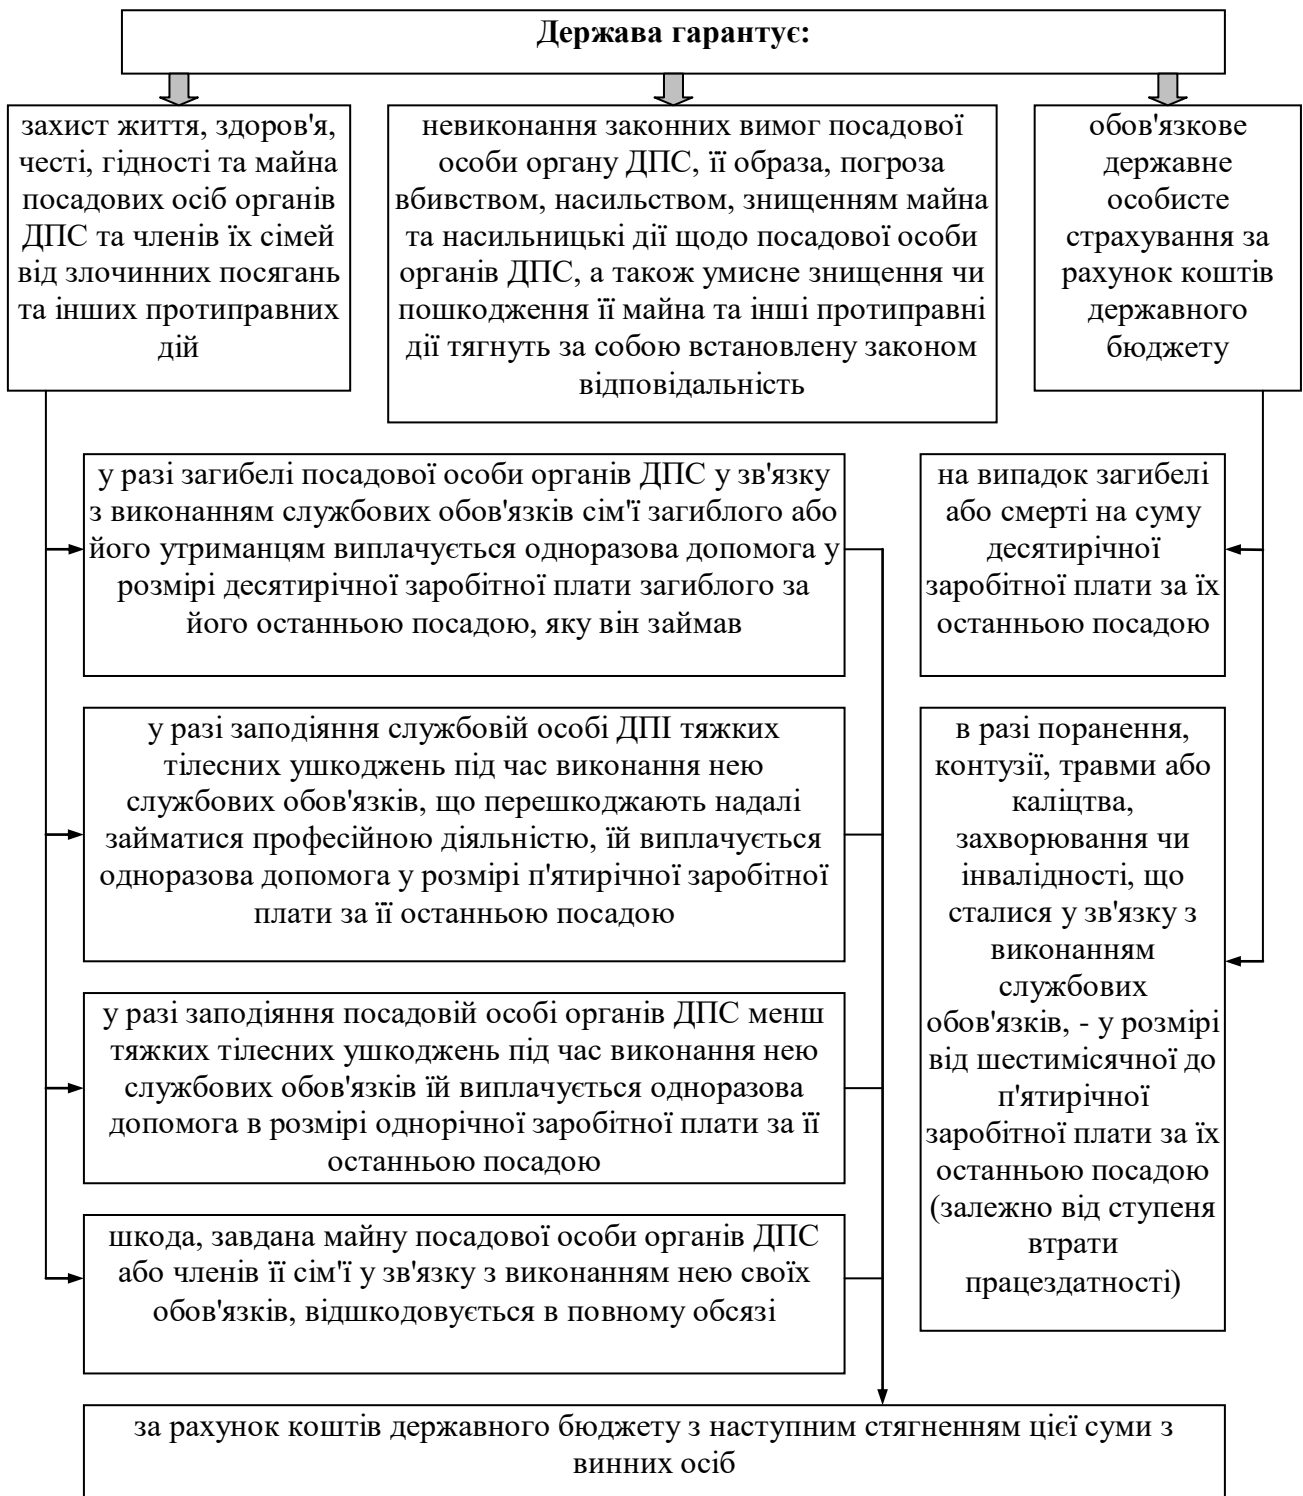 Держава гарантує:
захист життя, здоров'я,
честі, гідності та майна
посадових осіб органів
ДПС та членів їх сімей
від злочинних посягань
та інших протиправних
дій
невиконання законних вимог посадової
особи органу ДПС, її образа, погроза
вбивством, насильством, знищенням майна
та насильницькі дії щодо посадової особи
органів ДПС, а також умисне знищення чи
пошкодження її майна та інші протиправні
дії тягнуть за собою встановлену законом
відповідальність
обов'язкове
державне
особисте
страхування за
рахунок коштів
державного
бюджету
у разі загибелі посадової особи органів ДПС у зв'язку
з виконанням службових обов'язків сім'ї загиблого або
його утриманцям виплачується одноразова допомога у
розмірі десятирічної заробітної плати загиблого за
його останньою посадою, яку він займав
у разі заподіяння службовій особі ДПІ тяжких
тілесних ушкоджень під час виконання нею
службових обов'язків, що перешкоджають надалі
займатися професійною діяльністю, їй виплачується
одноразова допомога у розмірі п'ятирічної заробітної
плати за її останньою посадою
у разі заподіяння посадовій особі органів ДПС менш
тяжких тілесних ушкоджень під час виконання нею
службових обов'язків їй виплачується одноразова
допомога в розмірі однорічної заробітної плати за її
останньою посадою
шкода, завдана майну посадової особи органів ДПС
або членів її сім'ї у зв'язку з виконанням нею своїх
обов'язків, відшкодовується в повному обсязі
на випадок загибелі
або смерті на суму
десятирічної
заробітної плати за їх
останньою посадою
в разі поранення,
контузії, травми або
каліцтва,
захворювання чи
інвалідності, що
сталися у зв'язку з
виконанням
службових
обов'язків, - у розмірі
від шестимісячної до
п'ятирічної
заробітної плати за їх
останньою посадою
(залежно від ступеня
втрати
працездатності)
за рахунок коштів державного бюджету з наступним стягненням цієї суми з
винних осіб